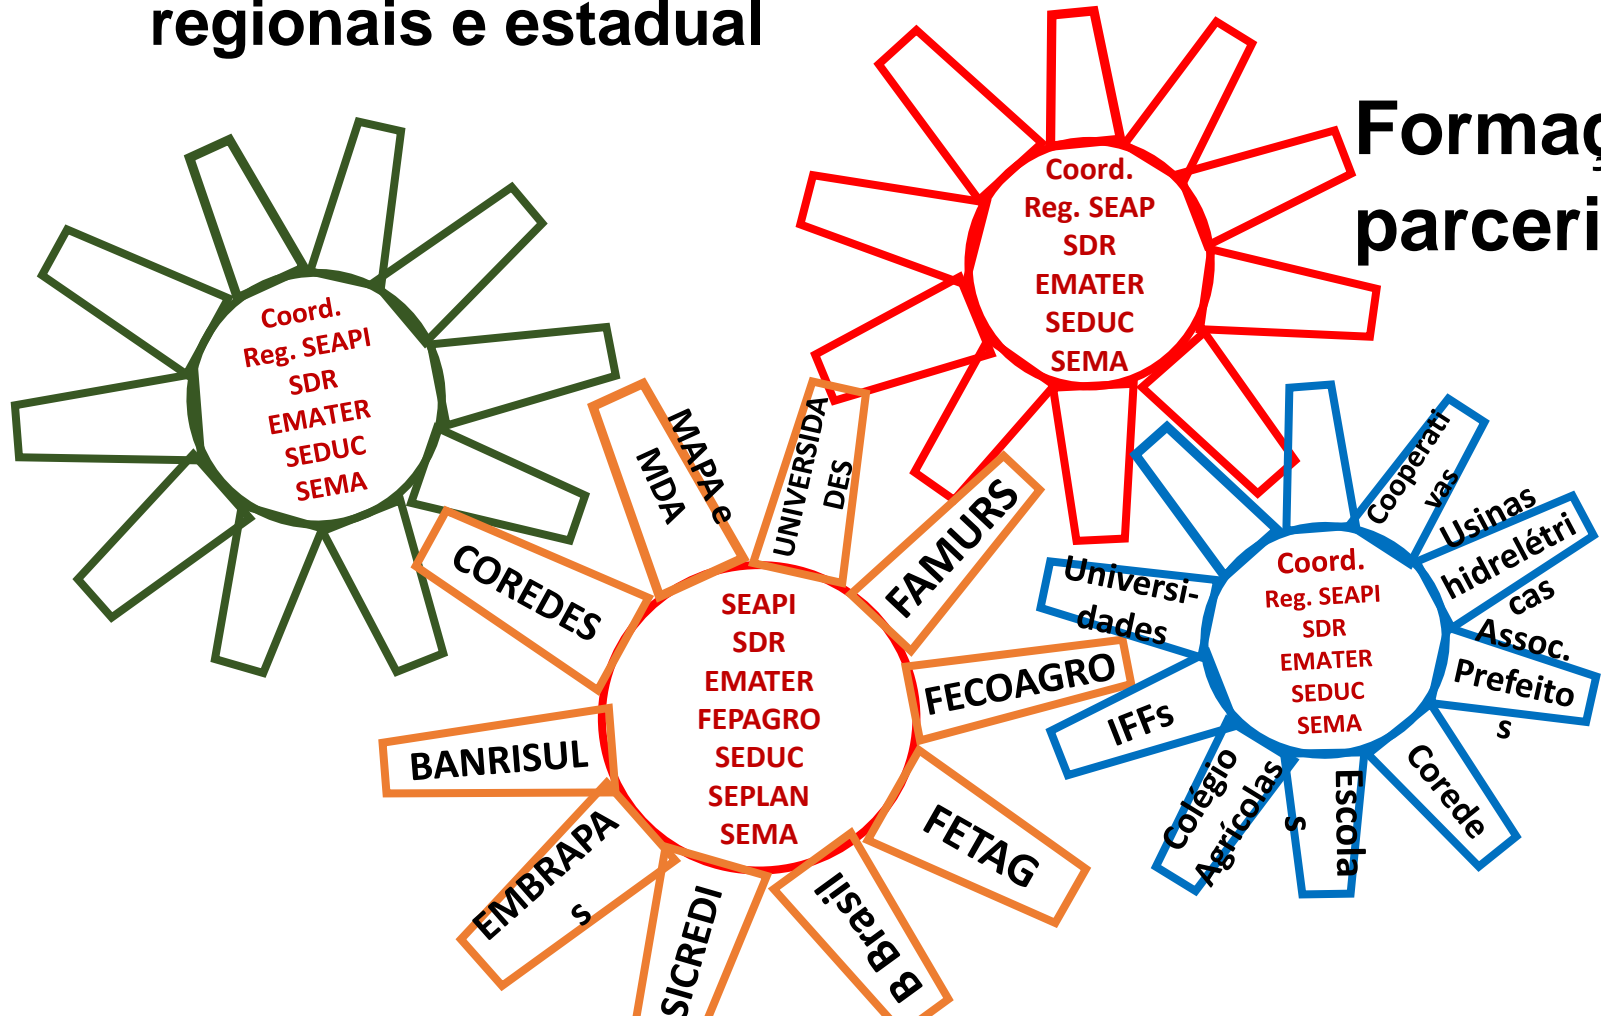 regionais e estadual
Formaç
parceri
Coord.
Reg. SEAP
SDR
EMATER
SEDUC
SEMA
Coord.
Reg. SEAPI
SDR
EMATER
SEDUC
SEMA
MAPA e
MDA
UNIVERSIDA
DES
FAMURS
COREDES
FECOAGRO
BANRISUL
FETAG
EMBRAPA
S
SICREDI
B Brasil
SEAPI
SDR
EMATER
FEPAGRO
SEDUC
SEPLAN
SEMA
Cooperati
vas
Usinas
hidrelétri
cas
Assoc.
Prefeito
s
Corede
Escola
s
Colégio
Agrícolas
IFFs
Universi-
dades
Coord.
Reg. SEAPI
SDR
EMATER
SEDUC
SEMA